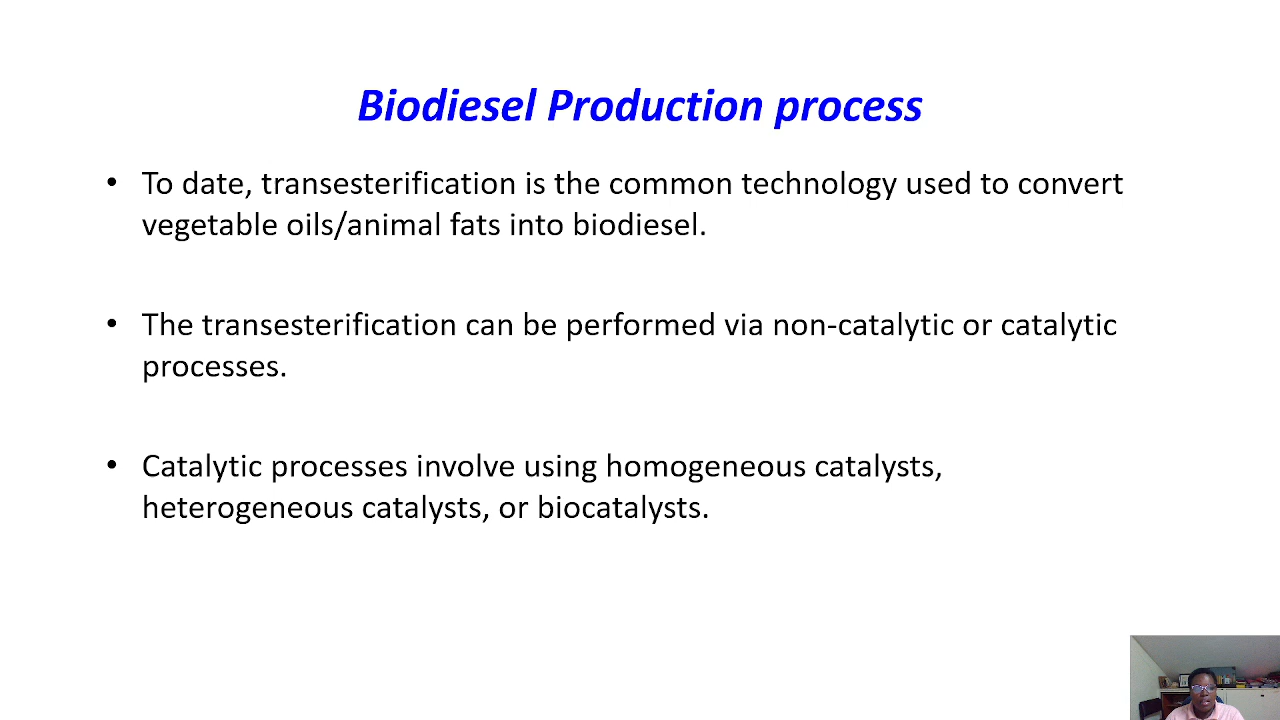 Biodiesel Production process
• To date, transesterification is the common technology used to convert
vegetable oils/animal fats into biodiesel.
• The transesterification can be performed via non-catalytic or catalytic
processes.
• Catalytic processes involve using homogeneous catalysts,
heterogeneous catalysts, or biocatalysts.